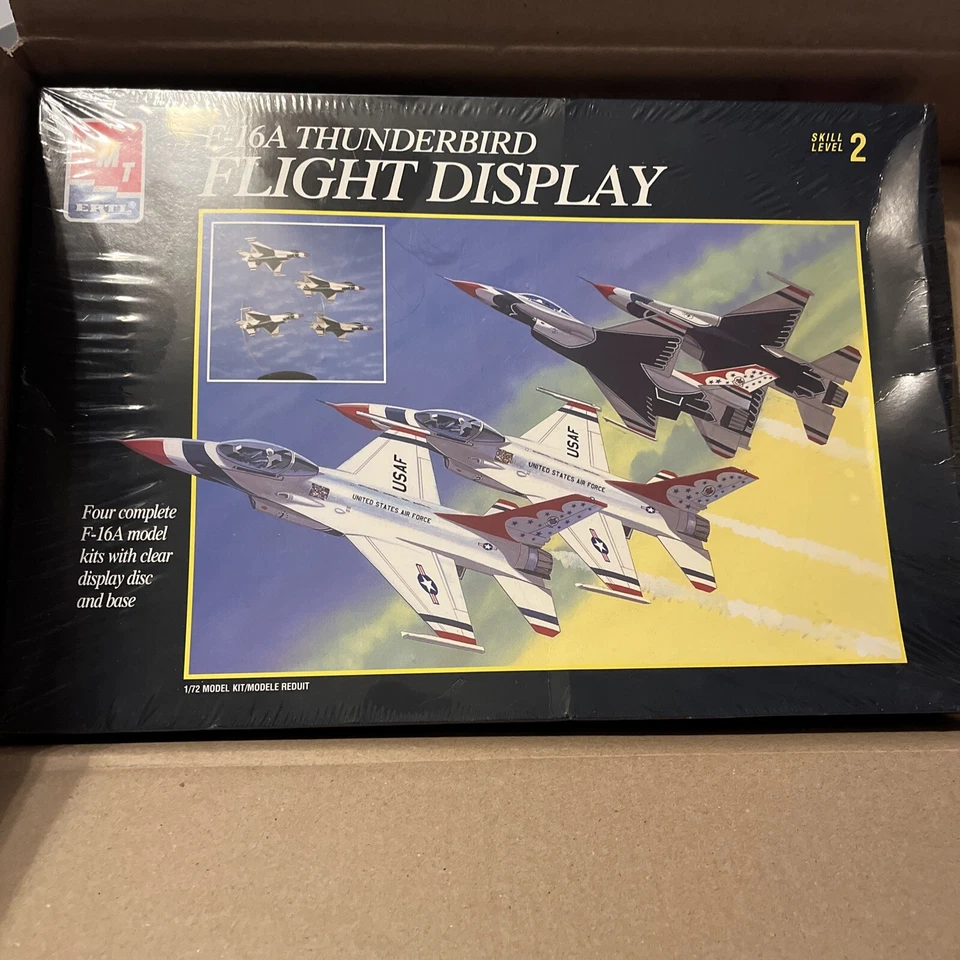 AMT
ERTL®
F-16A THUNDERBIRD
FLIGHT DISPLAY
SKILL
LEVEL 2
USAF
UNITED STATES AIR FORCE
USAF
UNITED STATES AIR FORCE
Four complete
F-16A model
kits with clear
display disc
and base
1/72 MODEL KIT/MODELE REDUIT